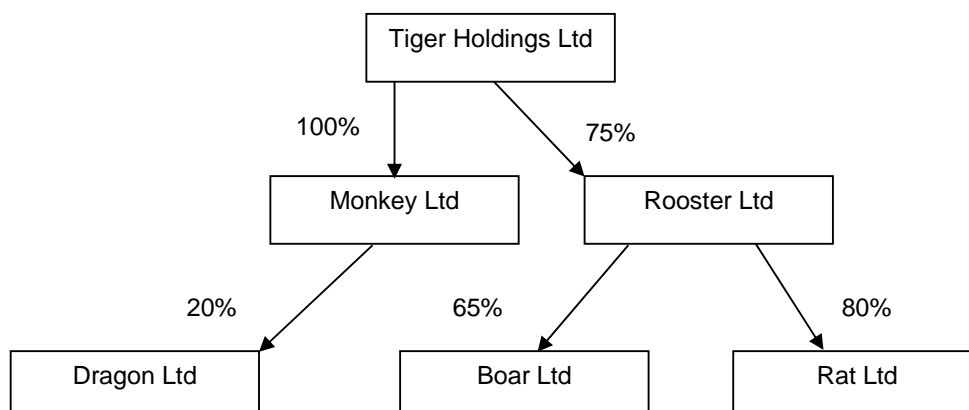 Tiger Holdings Ltd
100%
75%
Monkey Ltd
Rooster Ltd
20%
65%
80%
Dragon Ltd
Boar Ltd
Rat Ltd